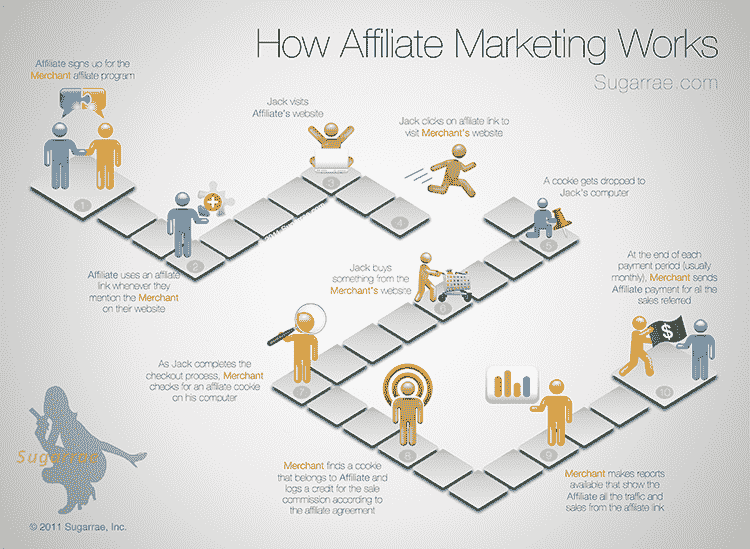 How Affiliate Marketing Works
Sugarrae.com
Affiliate signs up for the
Merchant affiliate program
1
Affiliate uses an affiliate
link whenever they
mention the Merchant
on their website
2
Jack visits
Affiliate's website
3
Jack clicks on affiliate link to
visit Merchant's website
4
A cookie gets dropped to
Jack's computer
5
Jack buys
something from the
Merchant's website
6
As Jack completes the
checkout process, Merchant
checks for an affiliate cookie
on his computer
7
Merchant finds a cookie
that belongs to Affiliate and
logs a credit for the sale
commission according to
the affiliate agreement
8
Merchant makes reports
available that show the
Affiliate all the traffic and
sales from the affiliate link
9
At the end of each
payment period (usually
monthly), Merchant sends
Affiliate payment for all the
sales referred
$
10
Sugarrae
© 2011 Sugarrae, Inc.